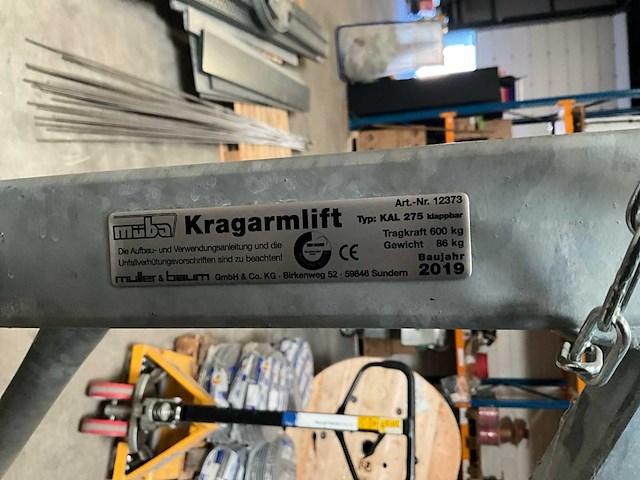 müba Kragarmlift
Art.-Nr. 12373
Typ: KAL 275 klappbar
Tragkraft 600 kg
Gewicht 86 kg
Baujahr
2019
Die Aufbau- und Verwendungsanleitung und die
Unfallverhütungsvorschriften sind zu beachten!
CE
müller & baum GmbH & Co. KG · Birkenweg 52 · 59846 Sundern